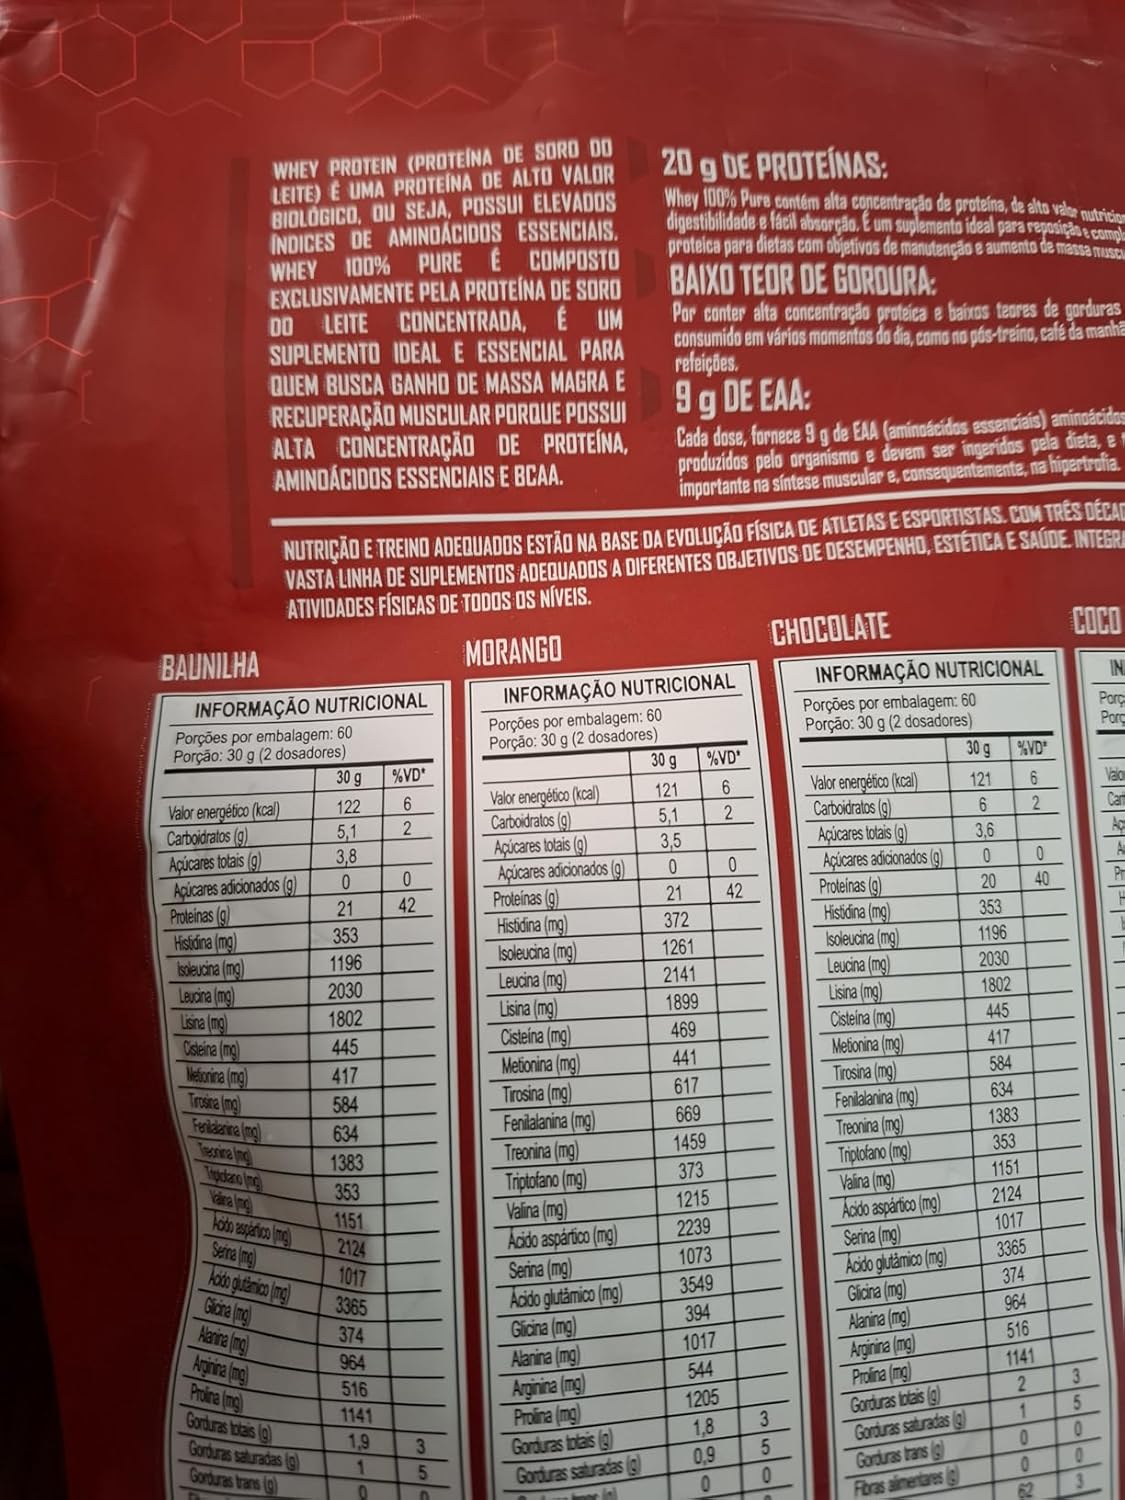 WHEY PROTEIN (PROTEÍNA DE SORO DO
LEITE) É UMA PROTEÍNA DE ALTO VALOR
BIOLÓGICO, OU SEJA, POSSUI ELEVADOS
ÍNDICES DE AMINOÁCIDOS ESSENCIAIS.
WHEY 100% PURE É COMPOSTO
EXCLUSIVAMENTE PELA PROTEÍNA DE SORO
DO LEITE CONCENTRADA, É UM
SUPLEMENTO IDEAL E ESSENCIAL PARA
QUEM BUSCA GANHO DE MASSA MAGRA E
RECUPERAÇÃO MUSCULAR PORQUE POSSUI
ALTA CONCENTRAÇÃO DE PROTEÍNA,
AMINOÁCIDOS ESSENCIAIS E BCAA.
20 g DE PROTEÍNAS:
Whey 100% Pure contém alta concentração de proteína, de alto valor
digestibilidade e fácil absorção. É um suplemento ideal para reposição e
proteica para dietas com objetivos de manutenção e aumento de massa
BAIXO TEOR DE GORDURA:
Por conter alta concentração proteica e baixos teores de gorduras
consumido em vários momentos do dia, como no pós-treino, café da manhã
refeições.
9 g DE EAA:
Cada dose, fornece 9 g de EAA (aminoácidos essenciais) aminoácidos
produzidos pelo organismo e devem ser ingeridos pela dieta, e
importante na síntese muscular e, consequentemente, na hipertrofia.
NUTRIÇÃO E TREINO ADEQUADOS ESTÃO NA BASE DA EVOLUÇÃO FÍSICA DE ATLETAS E ESPORTISTAS. COM TRÊS
VASTA LINHA DE SUPLEMENTOS ADEQUADOS A DIFERENTES OBJETIVOS DE DESEMPENHO, ESTÉTICA E SAÚDE.
ATIVIDADES FÍSICAS DE TODOS OS NÍVEIS.
BAUNILHA
INFORMAÇÃO NUTRICIONAL
Porções por embalagem: 60
Porção: 30 g (2 dosadores)
30 g %VD*
Valor energético (kcal) 122 6
Carboidratos (g) 5,1 2
Açúcares totais (g) 3,8
Açúcares adicionados (g) 0 0
Proteínas (g) 21 42
Histidina (mg) 353
Isoleucina (mg) 1196
Leucina (mg) 2030
Lisina (mg) 1802
Cisteína (mg) 445
Metionina (mg) 417
Tirosina (mg) 584
Fenilalanina (mg) 634
Treonina (mg) 1383
Triptofano (mg) 353
Valina (mg) 1151
Ácido aspártico (mg) 2124
Serina (mg) 1017
Ácido glutâmico (mg) 3365
Glicina (mg) 374
Alanina (mg) 964
Arginina (mg) 516
Prolina (mg) 1141
Gorduras totais (g) 1,9 3
Gorduras saturadas (g) 1 5
Gorduras trans (g) 0 0
MORANGO
INFORMAÇÃO NUTRICIONAL
Porções por embalagem: 60
Porção: 30 g (2 dosadores)
30 g %VD*
Valor energético (kcal) 121 6
Carboidratos (g) 5,1 2
Açúcares totais (g) 3,5
Açúcares adicionados (g) 0 0
Proteínas (g) 21 42
Histidina (mg) 372
Isoleucina (mg) 1261
Leucina (mg) 2141
Lisina (mg) 1899
Cisteína (mg) 469
Metionina (mg) 441
Tirosina (mg) 617
Fenilalanina (mg) 669
Treonina (mg) 1459
Triptofano (mg) 373
Valina (mg) 1215
Ácido aspártico (mg) 2239
Serina (mg) 1073
Ácido glutâmico (mg) 3549
Glicina (mg) 394
Alanina (mg) 1017
Arginina (mg) 544
Prolina (mg) 1205
Gorduras totais (g) 1,8 3
Gorduras saturadas (g) 0,9 5
0 0
CHOCOLATE
INFORMAÇÃO NUTRICIONAL
Porções por embalagem: 60
Porção: 30 g (2 dosadores)
30 g %VD*
Valor energético (kcal) 121 6
Carboidratos (g) 6 2
Açúcares totais (g) 3,6
Açúcares adicionados (g) 0 0
Proteínas (g) 20 40
Histidina (mg) 353
Isoleucina (mg) 1196
Leucina (mg) 2030
Lisina (mg) 1802
Cisteína (mg) 445
Metionina (mg) 417
Tirosina (mg) 584
Fenilalanina (mg) 634
Treonina (mg) 1383
Triptofano (mg) 353
Valina (mg) 1151
Ácido aspártico (mg) 2124
Serina (mg) 1017
Ácido glutâmico (mg) 3365
Glicina (mg) 374
Alanina (mg) 964
Arginina (mg) 516
Prolina (mg) 1141
Gorduras totais (g) 2 3
Gorduras saturadas (g) 1 5
Gorduras trans (g) 0 0
Fibras alimentares (g) 0 0
62 3
COCO